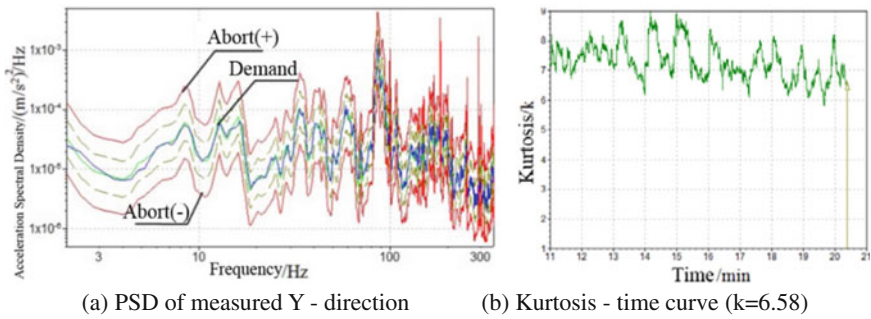 (a)
Abort(+)
Demand
Abort(-)
Acceleration Spectral Density/(m/s²)²/Hz
1x10⁻³
1x10⁻⁴
1x10⁻⁵
1x10⁻⁶
3
10
100
300
Frequency/Hz
(b)
Kurtosis/k
9
8
7
6
5
4
3
2
1
11
12
13
14
15
16
17
18
19
20
21
Time/min
(a) PSD of measured Y - direction
(b) Kurtosis - time curve (k=6.58)